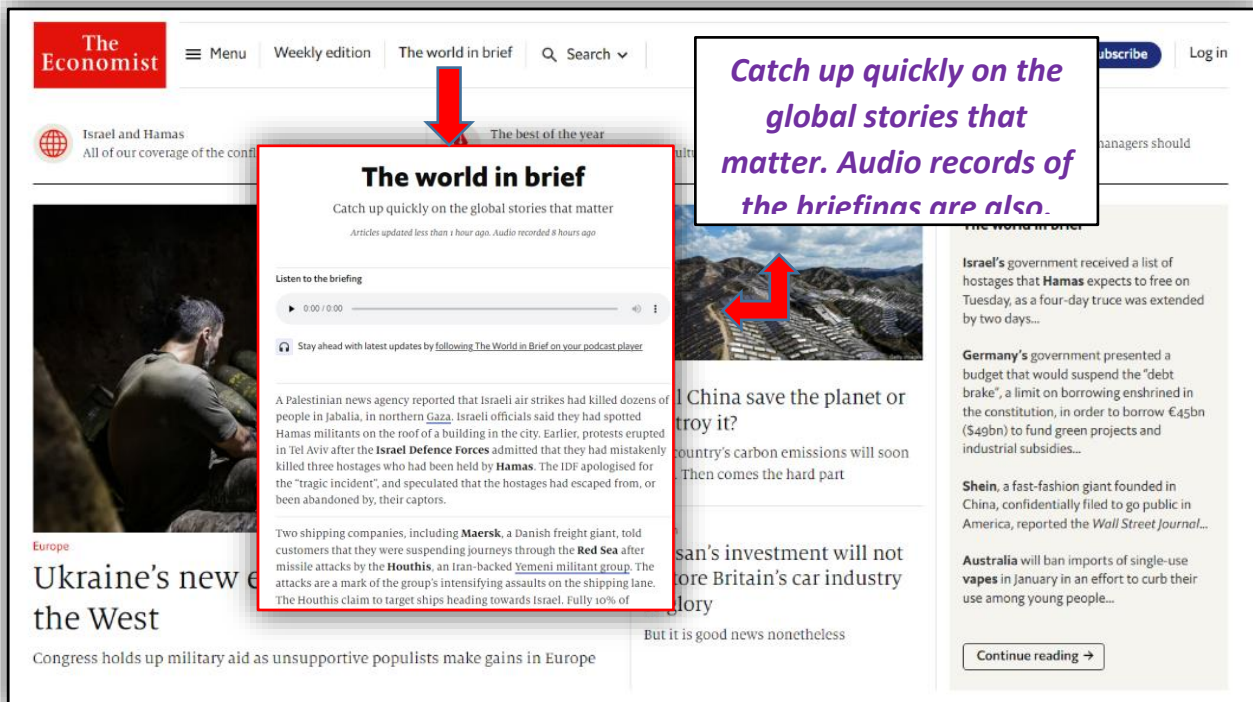 The
Economist
Menu
Weekly edition
The world in brief
Search
Subscribe
Log in
Catch up quickly on the
global stories that
matter. Audio records of
the briefings are also.
Israel and Hamas
All of our coverage of the
The best of the year
managers should
The world in brief
Catch up quickly on the global stories that matter
Articles updated less than 1 hour ago. Audio recorded 8 hours ago
Listen to the briefing
0:00 / 0:00
Stay ahead with latest updates by following The World in Brief on your podcast player
A Palestinian news agency reported that Israeli air strikes had killed dozens of
people in Jabalia, in northern Gaza. Israeli officials said they had spotted
Hamas militants on the roof of a building in the city. Earlier, protests erupted
in Tel Aviv after the Israel Defence Forces admitted that they had mistakenly
killed three hostages who had been held by Hamas. The IDF apologised for
the “tragic incident”, and speculated that the hostages had escaped from, or
been abandoned by, their captors.
Two shipping companies, including Maersk, a Danish freight giant, told
customers that they were suspending journeys through the Red Sea after
missile attacks by the Houthis, an Iran-backed Yemeni militant group. The
attacks are a mark of the group’s intensifying assaults on the shipping lane.
The Houthis claim to target ships heading towards Israel. Fully 10% of
Europe
Ukraine’s new
the West
Congress holds up military aid as unsupportive populists make gains in Europe
Getty Images
China save the planet or
country’s carbon emissions will soon
Then comes the hard part
investment will not
Britain’s car industry
glory
But it is good news nonetheless
The world in brief
Israel’s government received a list of
hostages that Hamas expects to free on
Tuesday, as a four-day truce was extended
by two days...
Germany’s government presented a
budget that would suspend the “debt
brake”, a limit on borrowing enshrined in
the constitution, in order to borrow €45bn
($49bn) to fund green projects and
industrial subsidies...
Shein, a fast-fashion giant founded in
China, confidentially filed to go public in
America, reported the Wall Street Journal...
Australia will ban imports of single-use
vapes in January in an effort to curb their
use among young people...
Continue reading →